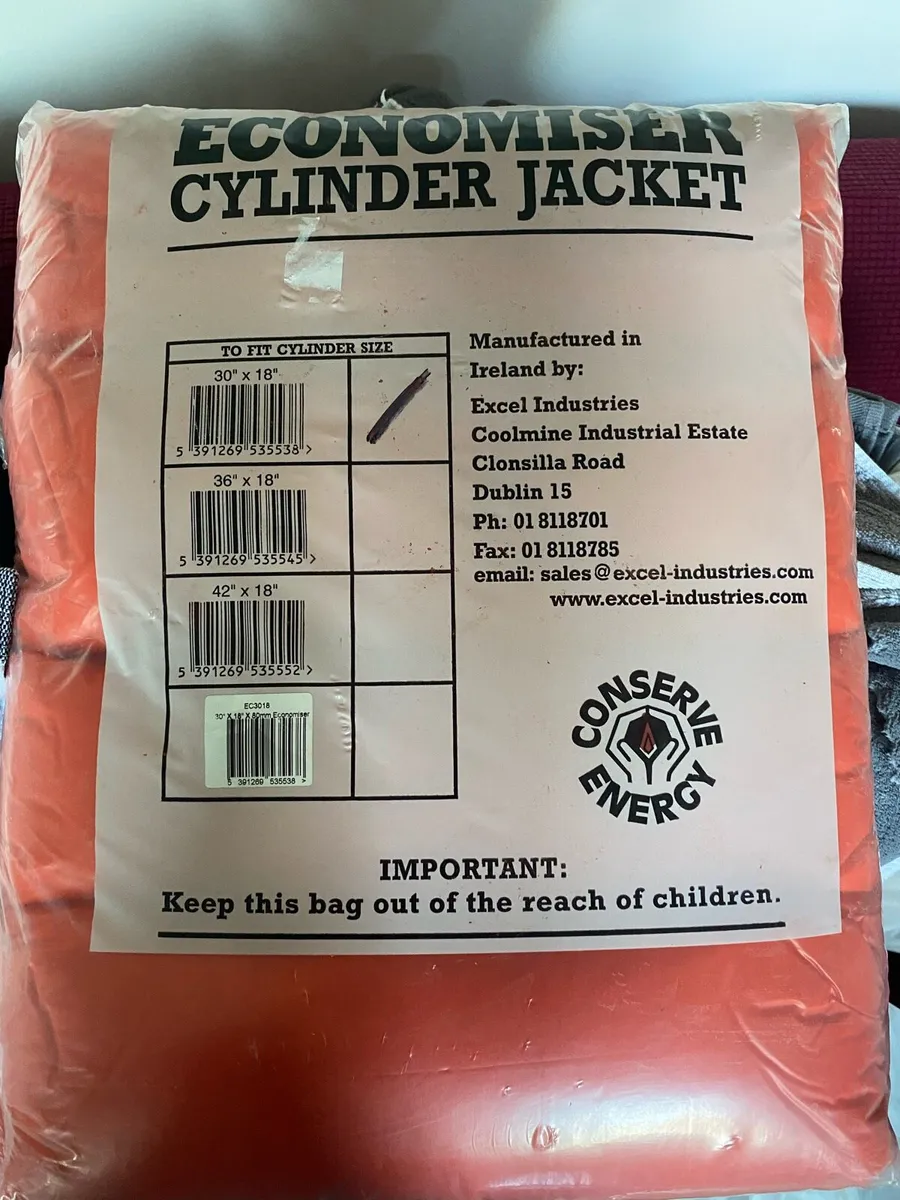 ECONOMISER
CYLINDER JACKET
TO FIT CYLINDER SIZE
30" x 18"
5 391269 535538 >
36" x 18"
5 391269 535545 >
42" x 18"
5 391269 535552 >
EC3018
30" X 18" X 80mm Economiser
5 391269 535538 >
Manufactured in
Ireland by:
Excel Industries
Coolmine Industrial Estate
Clonsilla Road
Dublin 15
Ph: 01 8118701
Fax: 01 8118785
email: sales@excel-industries.com
www.excel-industries.com
CONSERVE
ENERGY
IMPORTANT:
Keep this bag out of the reach of children.